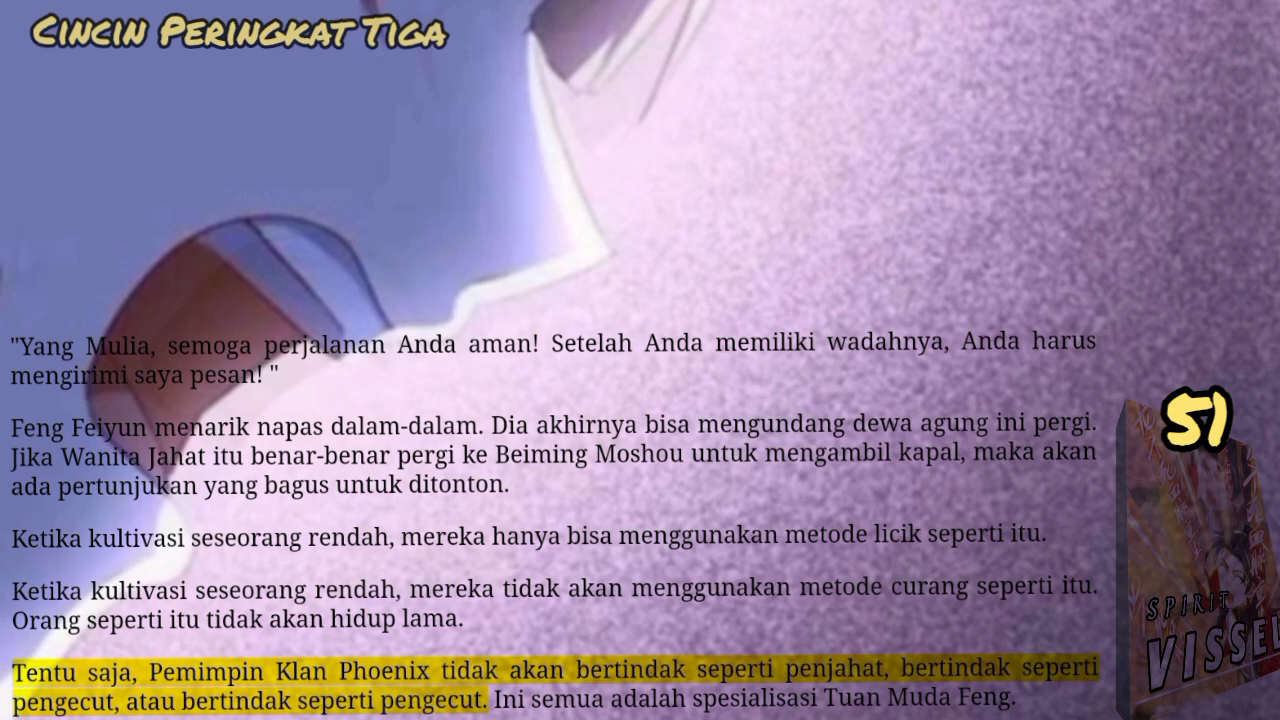 Cincin Peringkat Tiga
"Yang Mulia, semoga perjalanan Anda aman! Setelah Anda memiliki wadahnya, Anda harus
mengirimi saya pesan! "
Feng Feiyun menarik napas dalam-dalam. Dia akhirnya bisa mengundang dewa agung ini pergi.
Jika Wanita Jahat itu benar-benar pergi ke Beiming Moshou untuk mengambil kapal, maka akan
ada pertunjukan yang bagus untuk ditonton.
Ketika kultivasi seseorang rendah, mereka hanya bisa menggunakan metode licik seperti itu.
Ketika kultivasi seseorang rendah, mereka tidak akan menggunakan metode curang seperti itu.
Orang seperti itu tidak akan hidup lama.
Tentu saja, Pemimpin Klan Phoenix tidak akan bertindak seperti penjahat, bertindak seperti
pengecut, atau bertindak seperti pengecut. Ini semua adalah spesialisasi Tuan Muda Feng.
51
SPIRIT
VISSEL